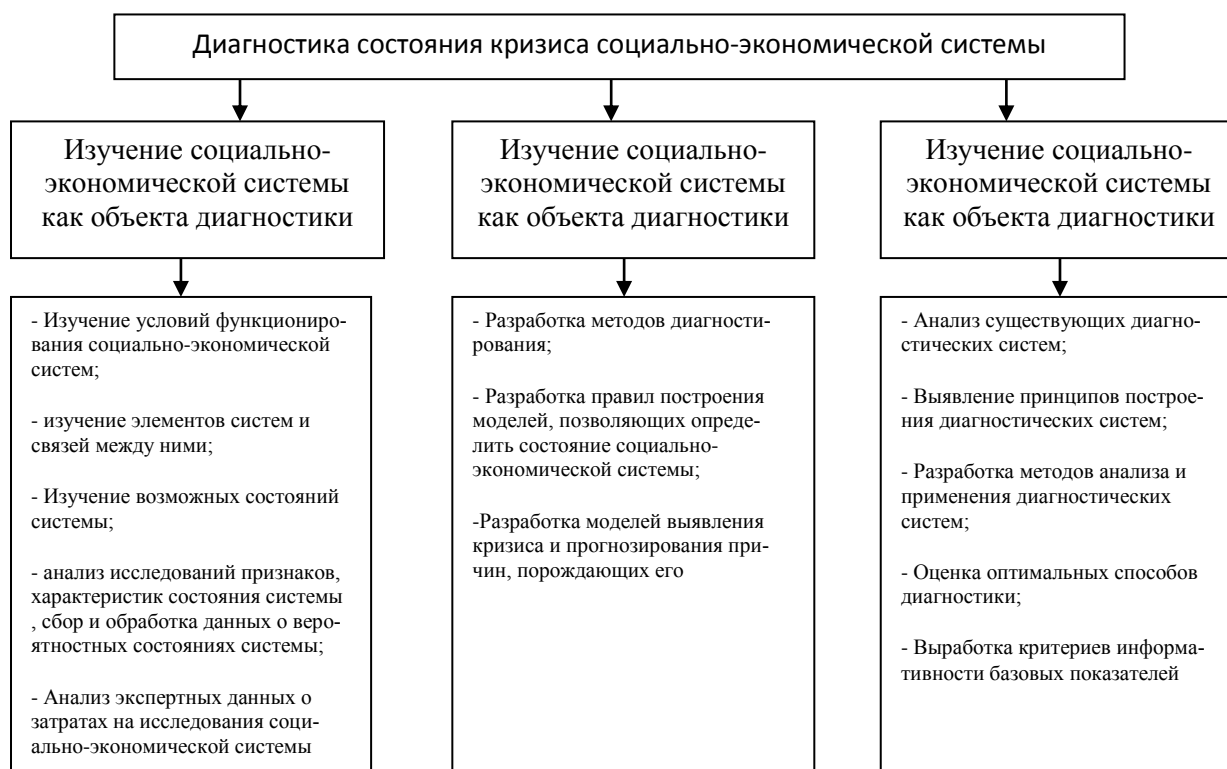 Диагностика состояния кризиса социально-экономической системы
Изучение социально-
экономической системы
как объекта диагностики
Изучение социально-
экономической системы
как объекта диагностики
Изучение социально-
экономической системы
как объекта диагностики
- Изучение условий функциониро-
вания социально-экономической
систем;
- изучение элементов систем и
связей между ними;
- Изучение возможных состояний
системы;
- анализ исследований признаков,
характеристик состояния системы
, сбор и обработка данных о веро-
ятностных состояниях системы;
- Анализ экспертных данных о
затратах на исследования соци-
ально-экономической системы
- Разработка методов диагности-
рования;
- Разработка правил построения
моделей, позволяющих опреде-
лить состояние социально-
экономической системы;
-Разработка моделей выявления
кризиса и прогнозирования при-
чин, порождающих его
- Анализ существующих диагно-
стических систем;
- Выявление принципов построе-
ния диагностических систем;
- Разработка методов анализа и
применения диагностических
систем;
- Оценка оптимальных способов
диагностики;
- Выработка критериев информа-
тивности базовых показателей